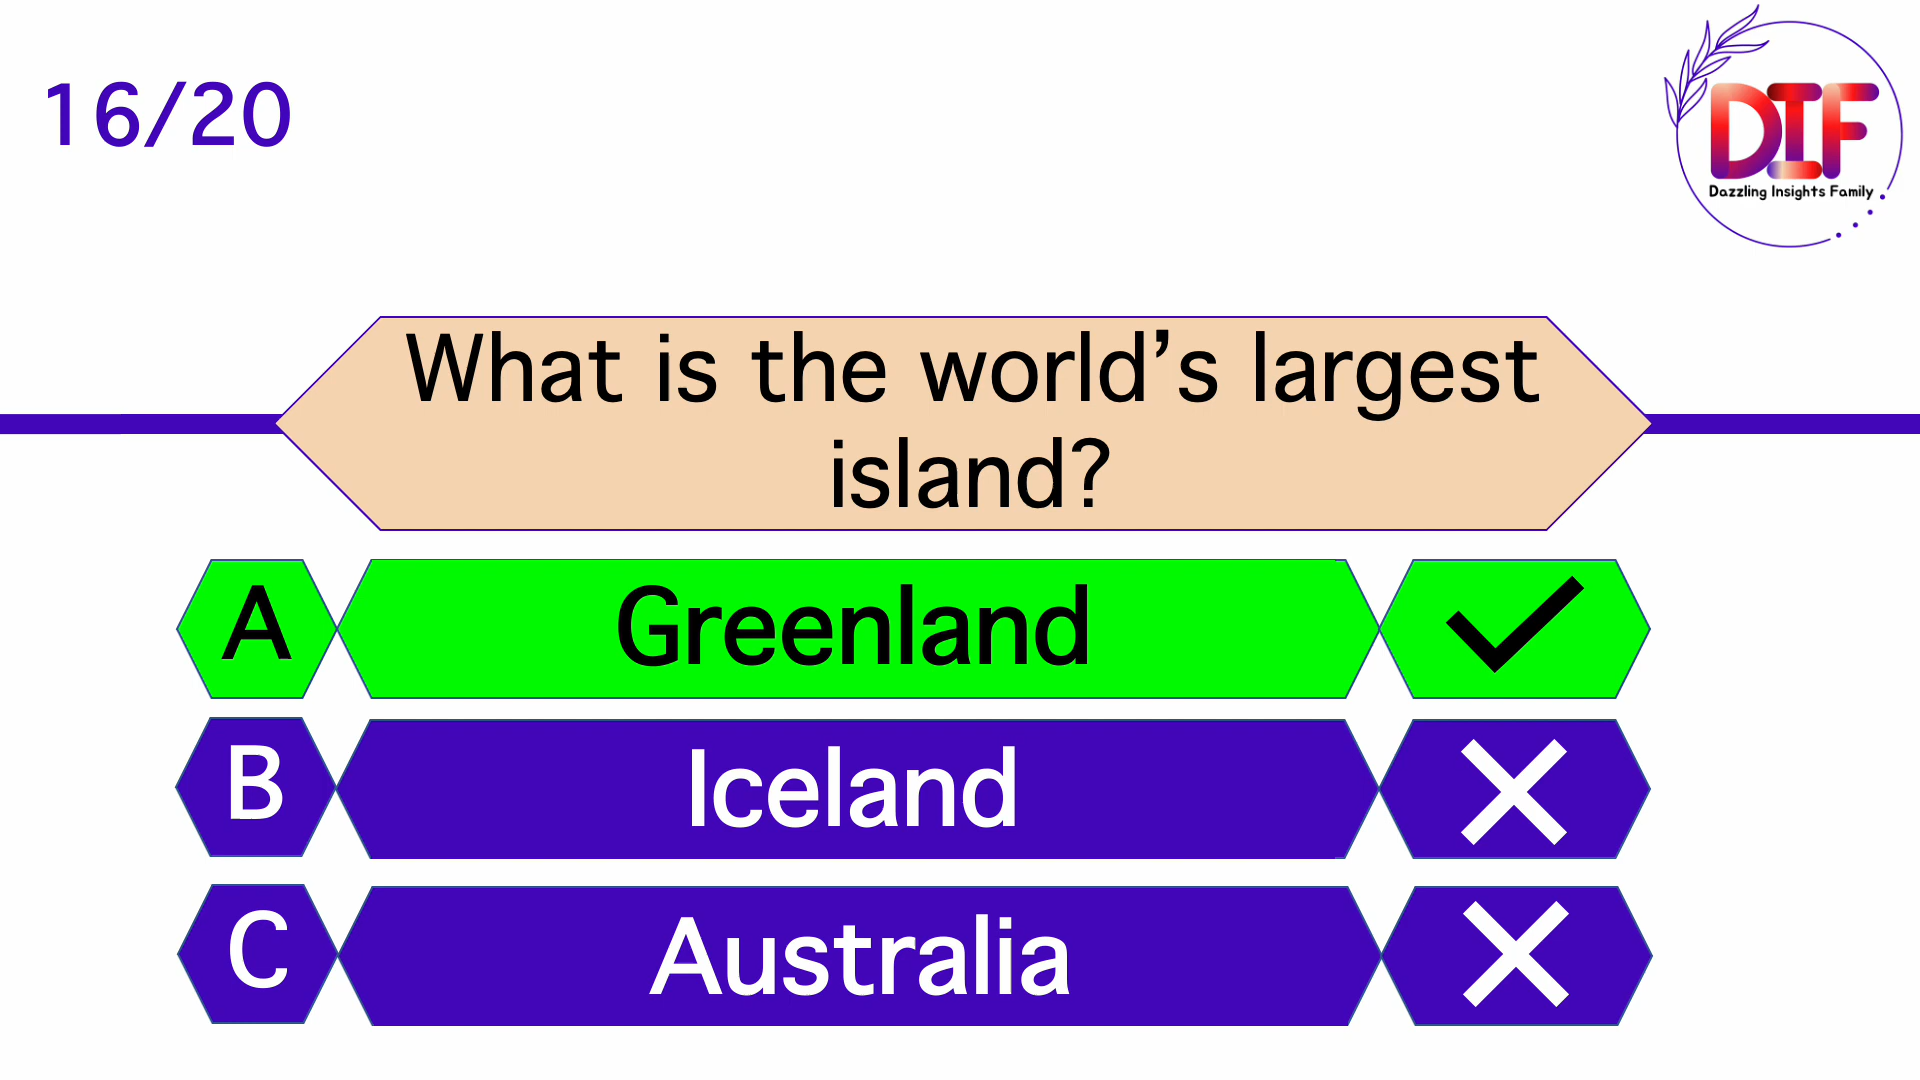 16/20
DIF
Dazzling Insights Family
What is the world’s largest
island?
A Greenland
B Iceland
C Australia